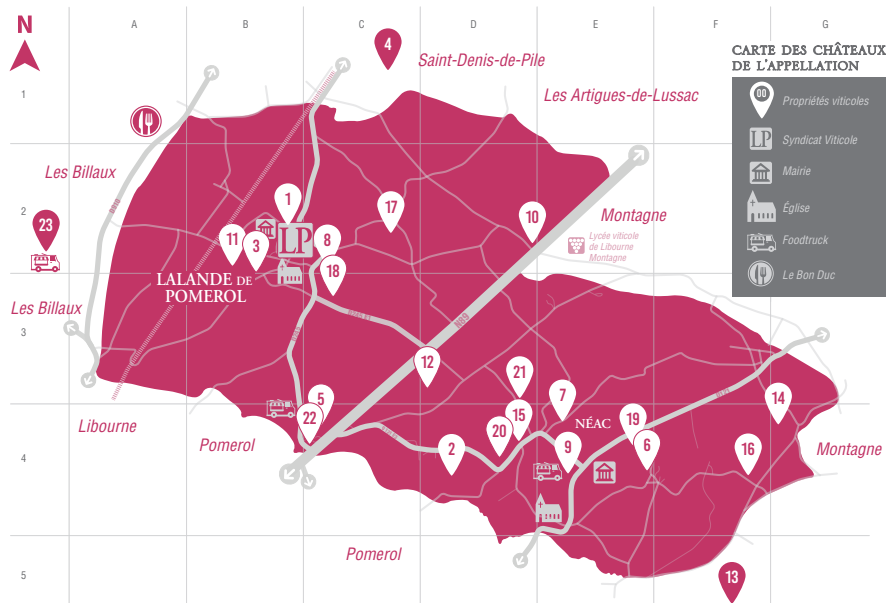 N
A
B
C
D
E
F
G
1
2
3
4
5
CARTE DES CHÂTEAUX
DE L'APPELLATION
00
Propriétés viticoles
LP
Syndicat Viticole
Mairie
Église
Foodtruck
Le Bon Duc
4
Saint-Denis-de-Pile
Les Artigues-de-Lussac
Les Billaux
23
1
17
10
Montagne
11
3
LP
8
Lycée viticole
de Libourne
Montagne
18
LALANDE DE
POMEROL
Les Billaux
N89
12
21
5
22
7
14
Libourne
Pomerol
15
20
NÉAC
19
2
9
6
16
Montagne
Pomerol
13